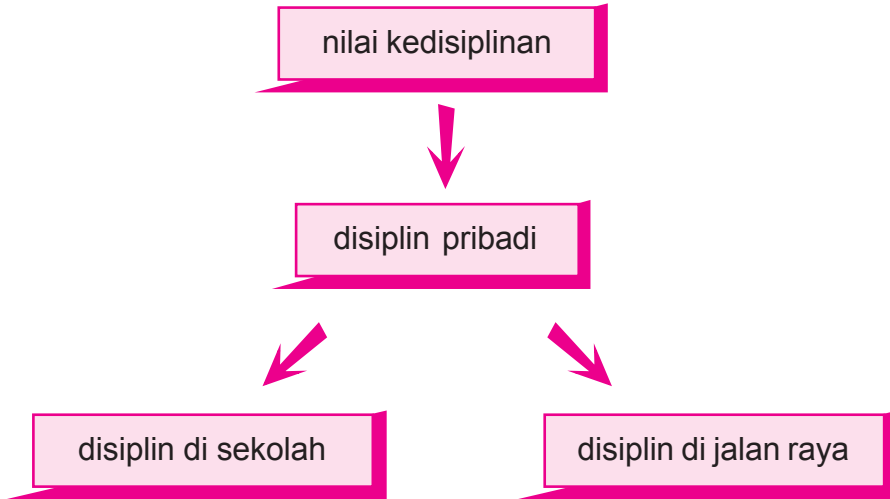 nilai kedisiplinan
disiplin pribadi
disiplin di sekolah
disiplin di jalan raya